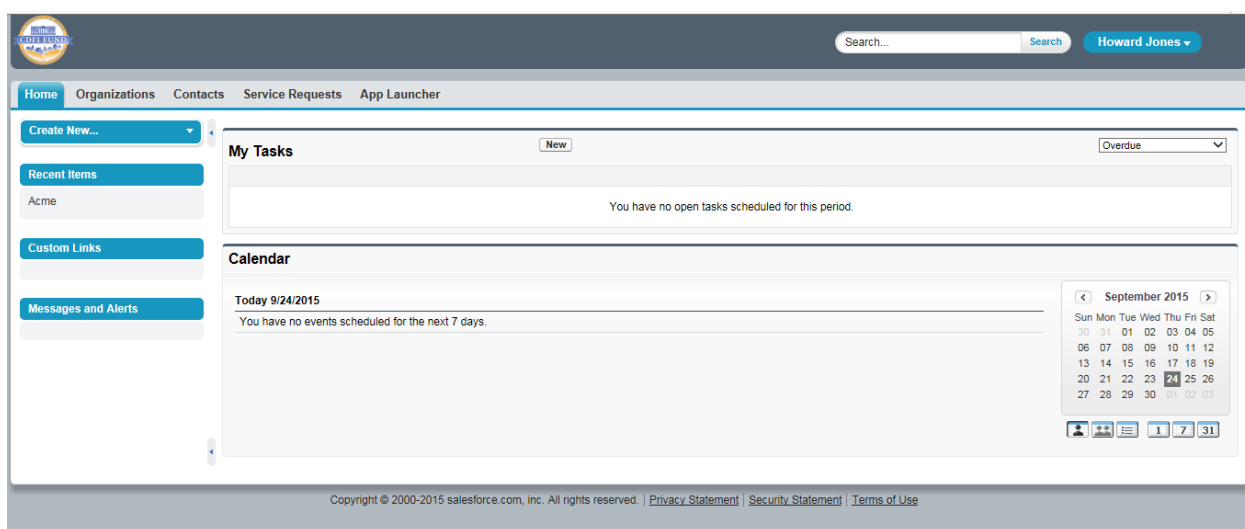 CDFI FUND
Search...
Search
Howard Jones
Home Organizations Contacts Service Requests App Launcher
Create New...
My Tasks
New
Overdue
Recent Items
Acme
You have no open tasks scheduled for this period.
Custom Links
Calendar
Messages and Alerts
Today 9/24/2015
You have no events scheduled for the next 7 days.
September 2015
Sun Mon Tue Wed Thu Fri Sat
30 31 01 02 03 04 05
06 07 08 09 10 11 12
13 14 15 16 17 18 19
20 21 22 23 24 25 26
27 28 29 30 01 02 03
1 7 31
Copyright © 2000-2015 salesforce.com, inc. All rights reserved. | Privacy Statement | Security Statement | Terms of Use